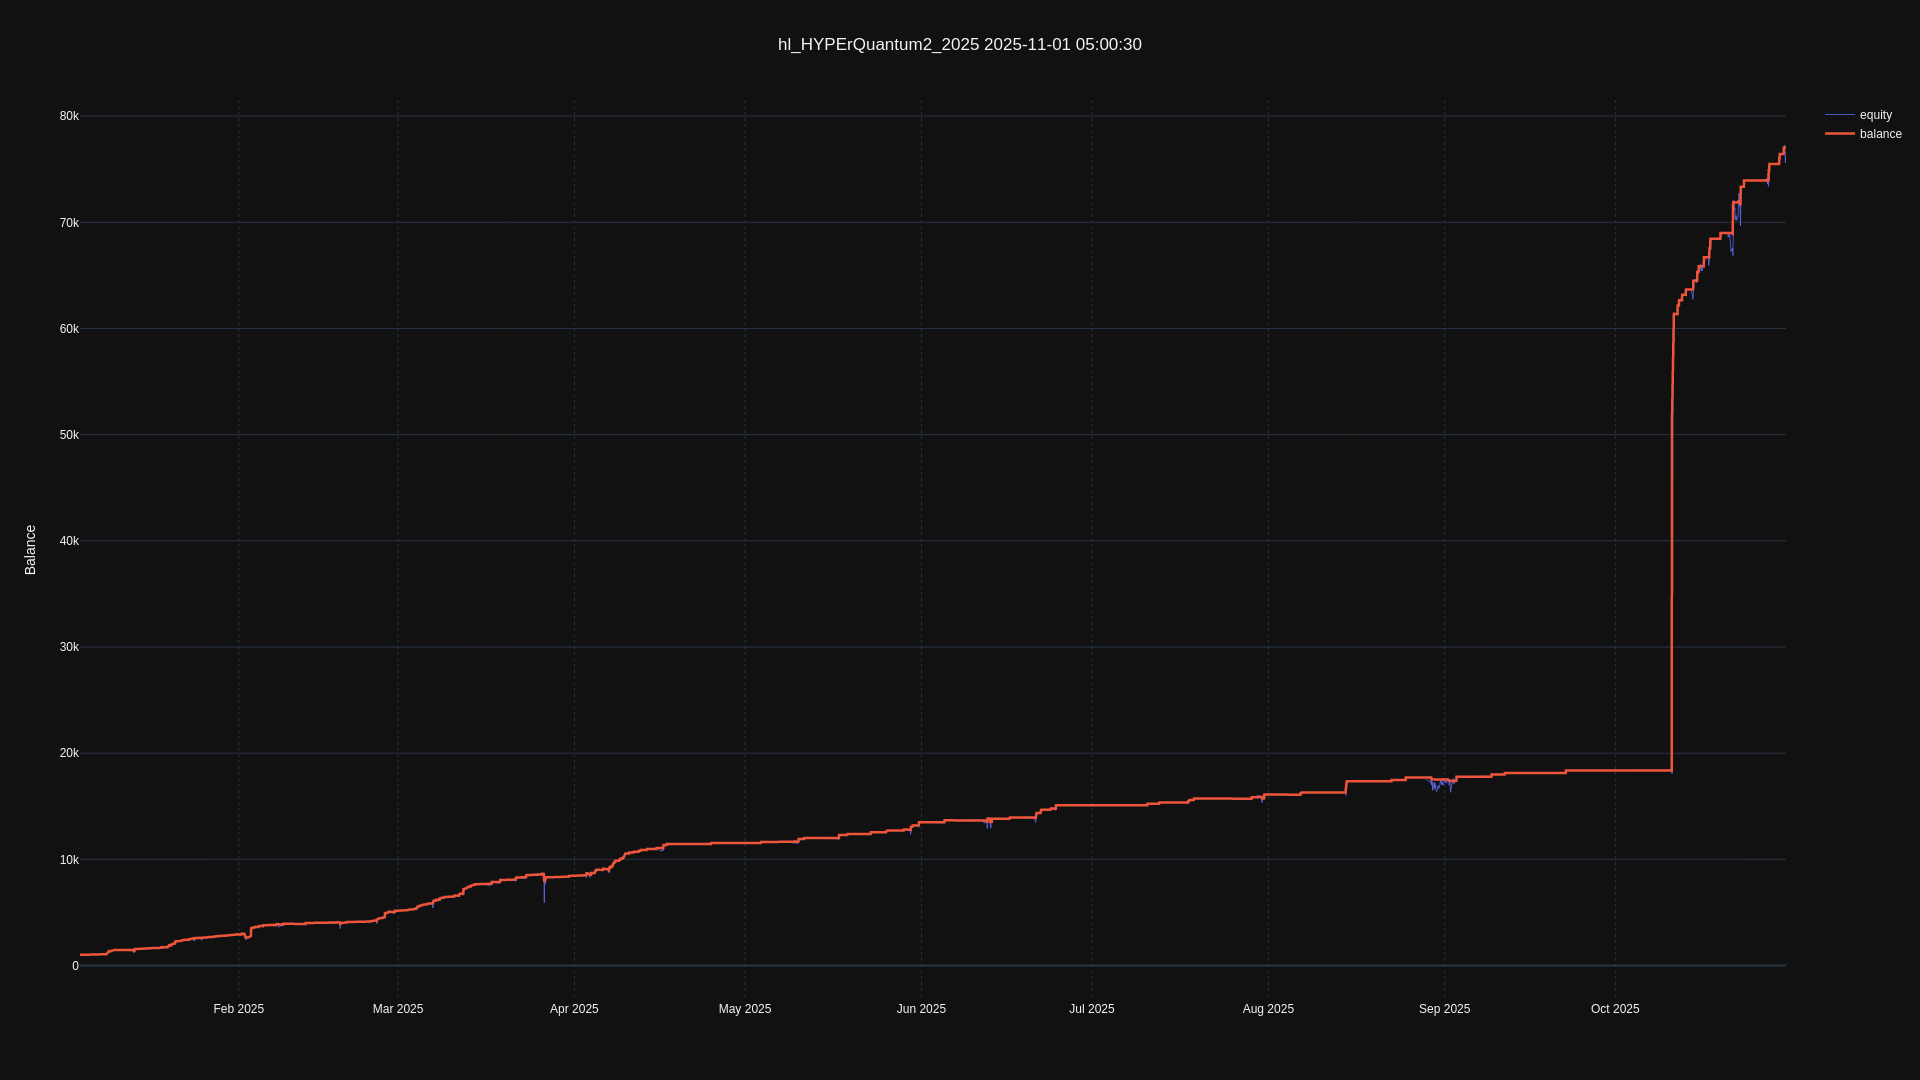 hl_HYPErQuantum2_2025 2025-11-01 05:00:30
equity
balance
80k
70k
60k
50k
40k
30k
20k
10k
0
Balance
Feb 2025
Mar 2025
Apr 2025
May 2025
Jun 2025
Jul 2025
Aug 2025
Sep 2025
Oct 2025